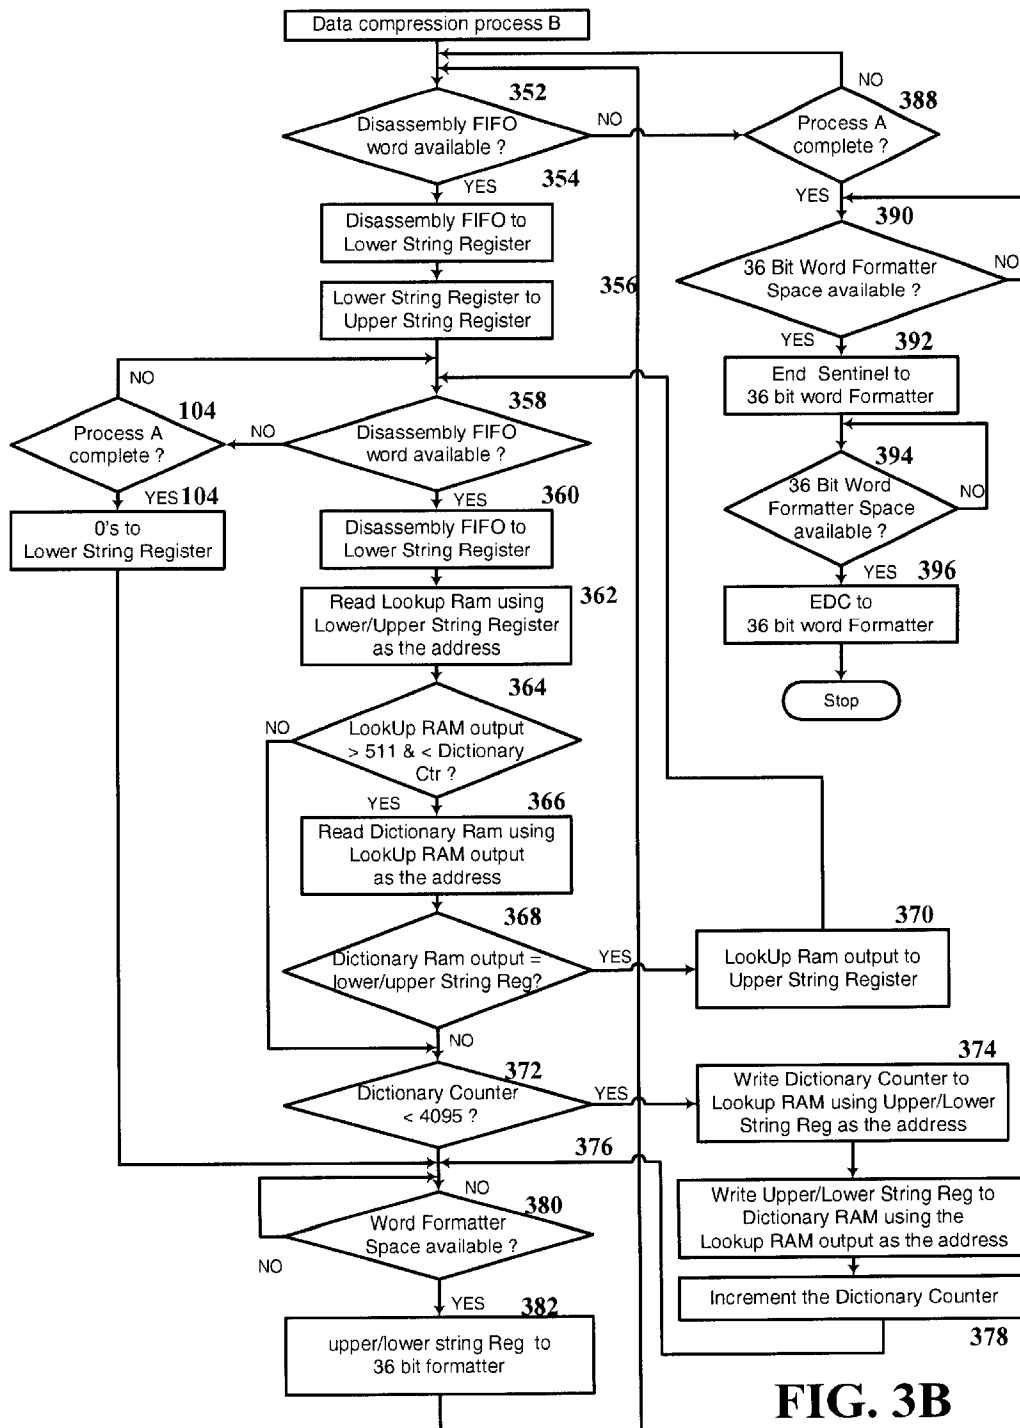 Data compression process B
352
Disassembly FIFO
word available ?
NO
YES
354
Disassembly FIFO to
Lower String Register
Lower String Register to
Upper String Register
356
NO
388
Process A
complete ?
YES
390
36 Bit Word Formatter
Space available ?
NO
YES
392
End Sentinel to
36 bit word Formatter
394
36 Bit Word
Formatter Space
available ?
NO
YES
396
EDC to
36 bit word Formatter
Stop
NO
104
Process A
complete ?
YES
104
0's to
Lower String Register
358
Disassembly FIFO
word available ?
NO
YES
360
Disassembly FIFO to
Lower String Register
362
Read Lookup Ram using
Lower/Upper String Register
as the address
364
LookUp RAM output
> 511 & < Dictionary
Ctr ?
NO
YES
366
Read Dictionary Ram using
LookUp RAM output
as the address
368
Dictionary Ram output =
lower/upper String Reg?
YES
370
LookUp Ram output to
Upper String Register
NO
372
Dictionary Counter
< 4095 ?
YES
374
Write Dictionary Counter to
Lookup RAM using Upper/Lower
String Reg as the address
376
Write Upper/Lower String Reg to
Dictionary RAM using the
Lookup RAM output as the address
Increment the Dictionary Counter
378
NO
380
Word Formatter
Space available ?
NO
YES
382
upper/lower string Reg to
36 bit formatter
FIG. 3B